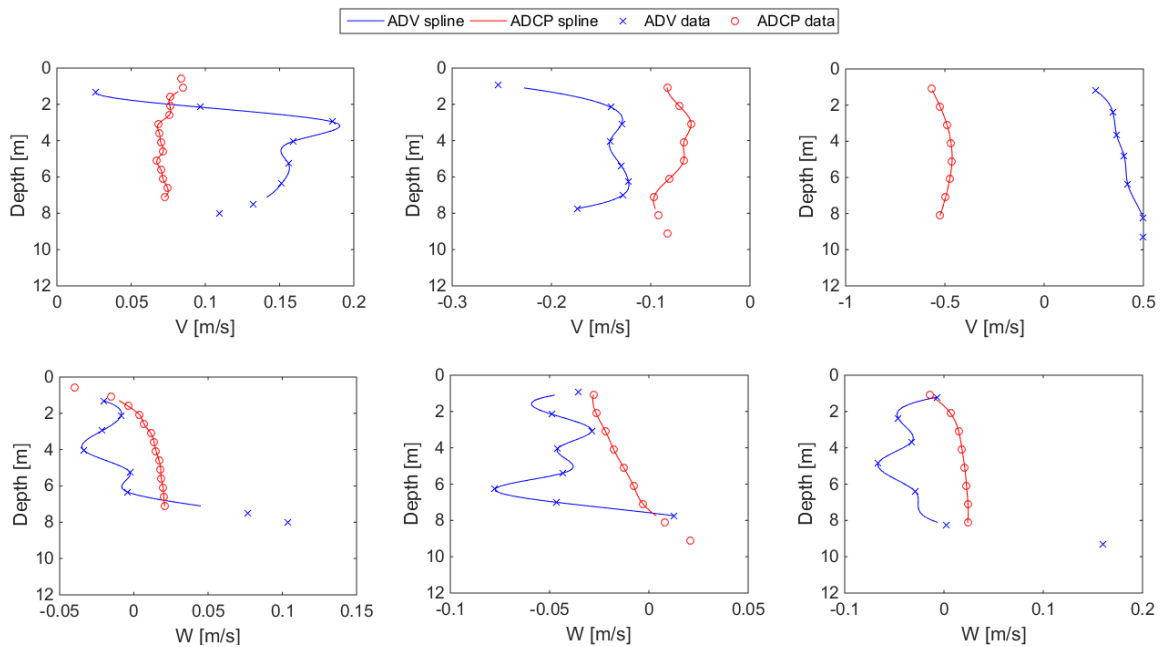 ADV spline ADCP spline ADV data ADCP data
0
2
4
6
8
10
12
Depth [m]
0 0.05 0.1 0.15 0.2
V [m/s]
0
2
4
6
8
10
12
Depth [m]
-0.3 -0.2 -0.1 0
V [m/s]
0
2
4
6
8
10
12
Depth [m]
-1 -0.5 0 0.5
V [m/s]
0
2
4
6
8
10
12
Depth [m]
-0.05 0 0.05 0.1 0.15
W [m/s]
0
2
4
6
8
10
12
Depth [m]
-0.1 -0.05 0 0.05
W [m/s]
0
2
4
6
8
10
12
Depth [m]
-0.1 0 0.1 0.2
W [m/s]